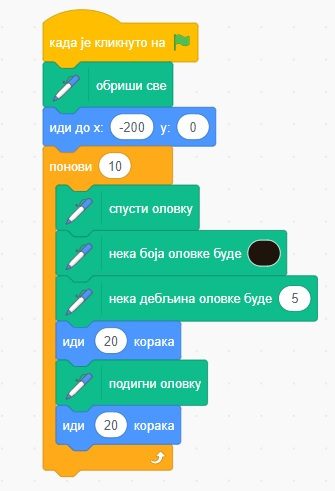 када је кликнуто на
обриши све
иди до x: -200 y: 0
понови 10
спусти оловку
нека боја оловке буде
нека дебљина оловке буде 5
иди 20 корака
подигни оловку
иди 20 корака